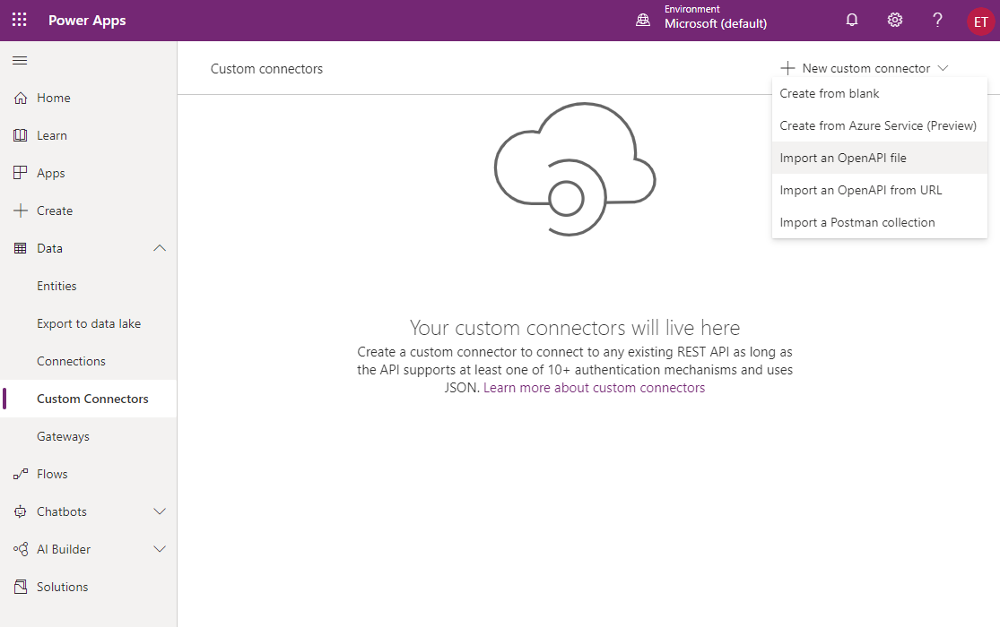 Power Apps
Environment
Microsoft (default)
?
ET
Home
Learn
Apps
Create
Data
Entities
Export to data lake
Connections
Custom Connectors
Gateways
Flows
Chatbots
AI Builder
Solutions
Custom connectors
New custom connector
Create from blank
Create from Azure Service (Preview)
Import an OpenAPI file
Import an OpenAPI from URL
Import a Postman collection
Your custom connectors will live here
Create a custom connector to connect to any existing REST API as long as
the API supports at least one of 10+ authentication mechanisms and uses
JSON. Learn more about custom connectors